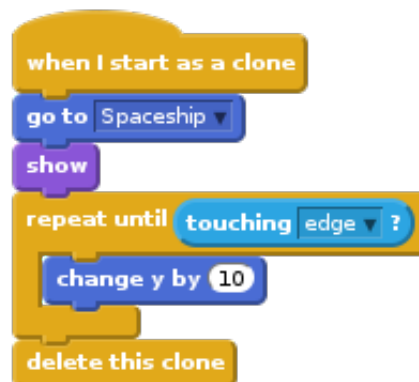 when I start as a clone
go to Spaceship
show
repeat until touching edge ?
change y by 10
delete this clone